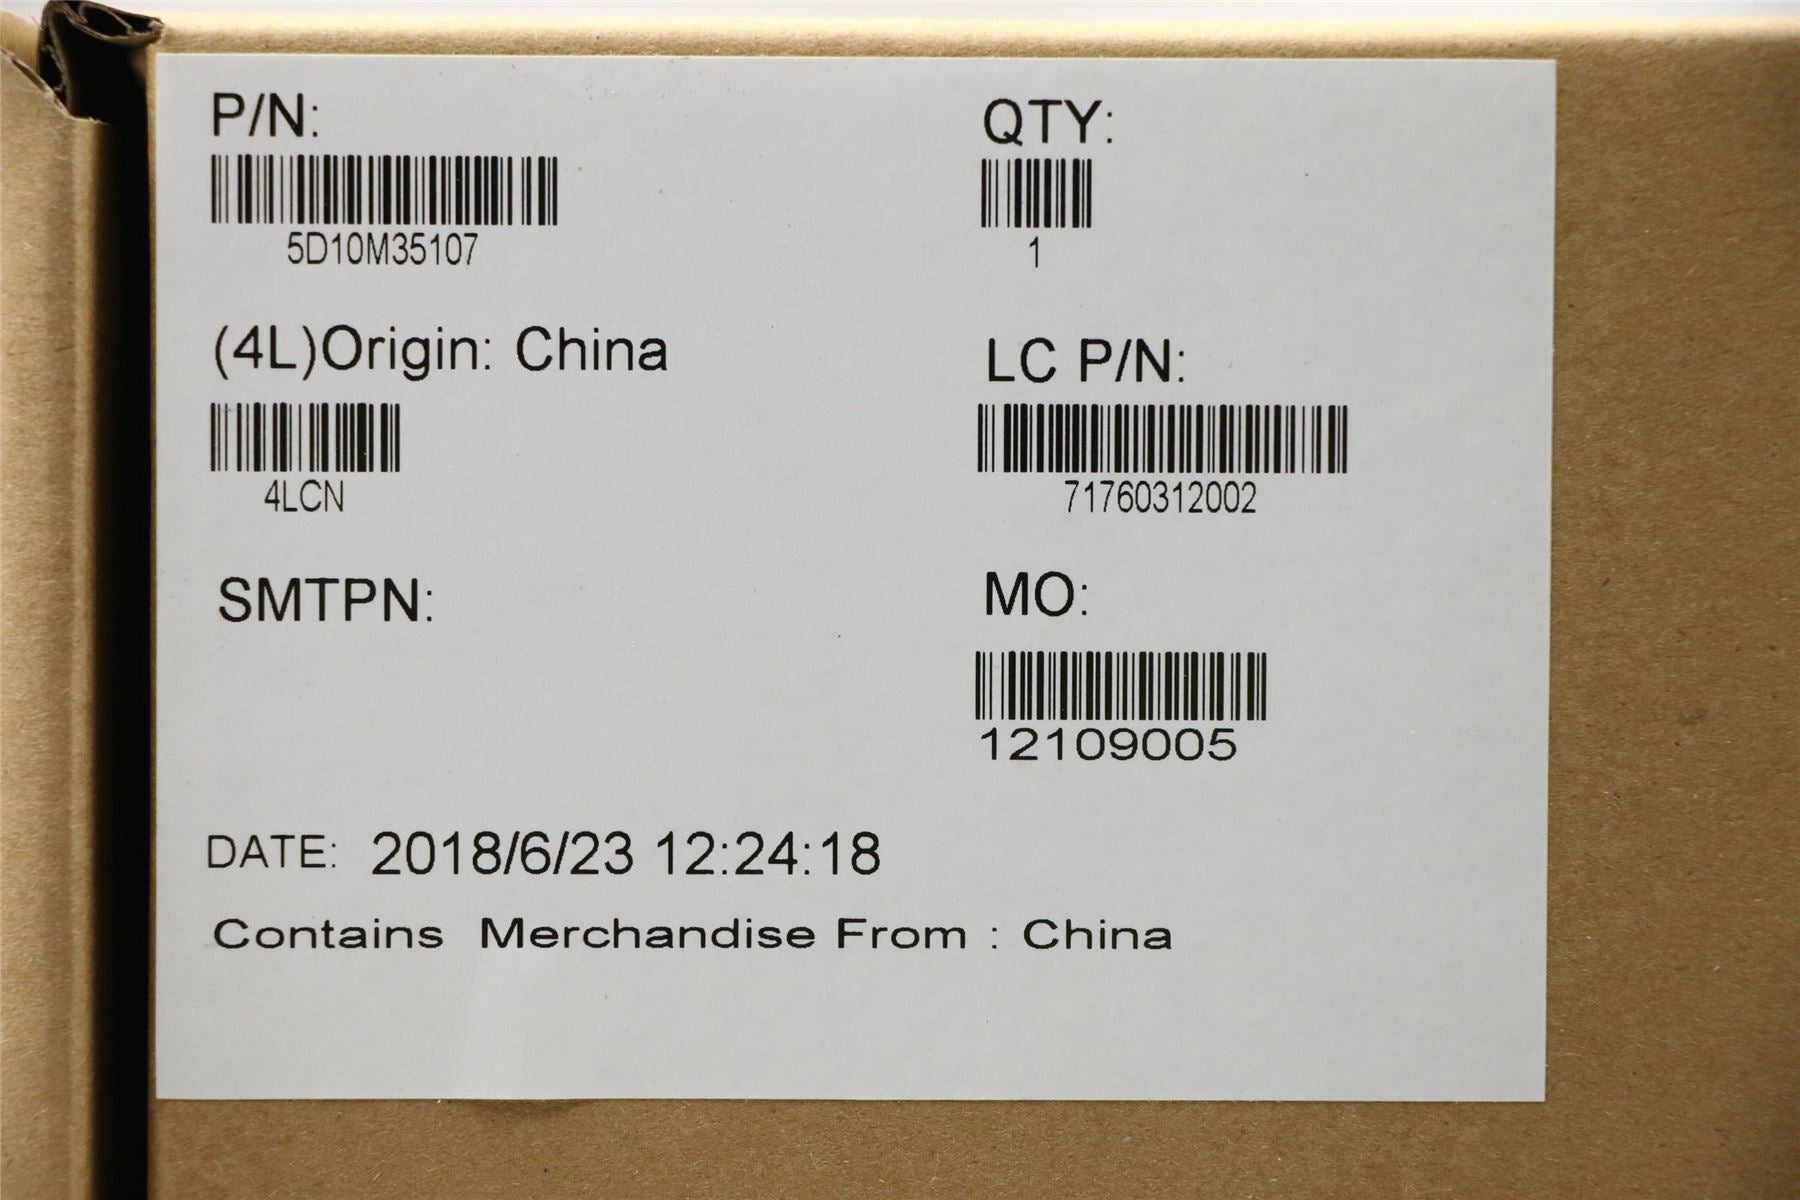 P/N:
QTY:
5D10M35107
1
(4L)Origin: China
LC P/N:
4LCN
71760312002
SMTPN:
MO:
12109005
DATE: 2018/6/23 12:24:18
Contains Merchandise From : China